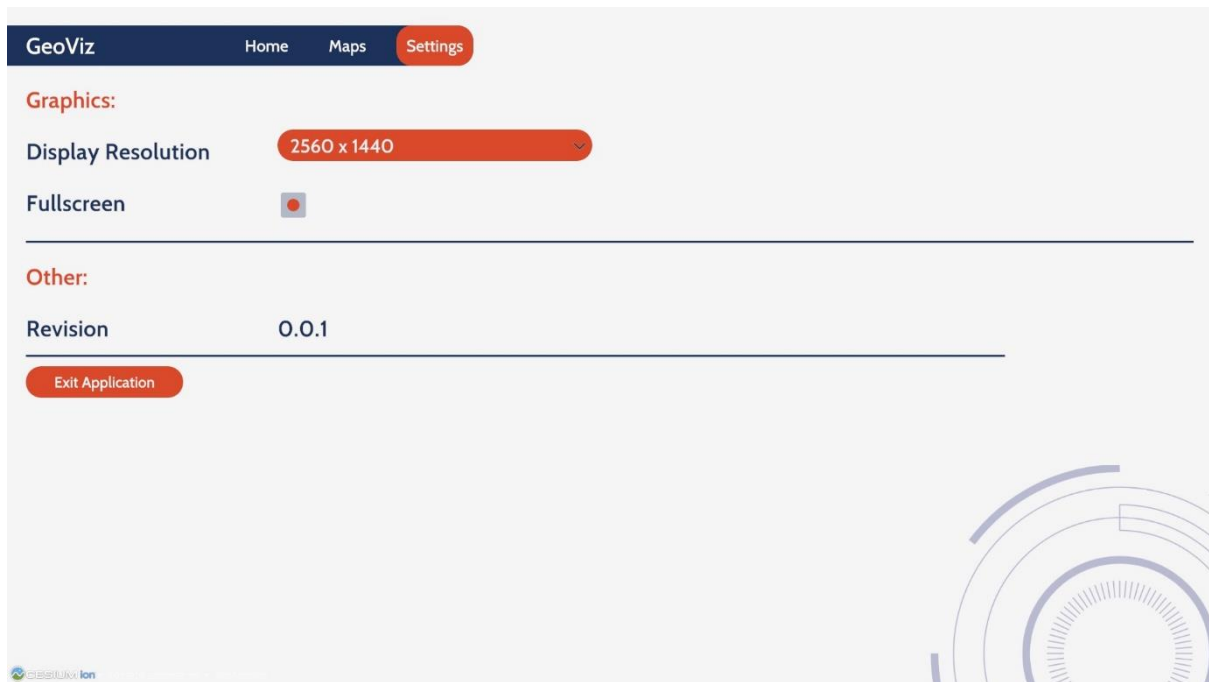 GeoViz Home Maps Settings
Graphics:
Display Resolution 2560 x 1440
Fullscreen
Other:
Revision 0.0.1
Exit Application
CESIUM ion